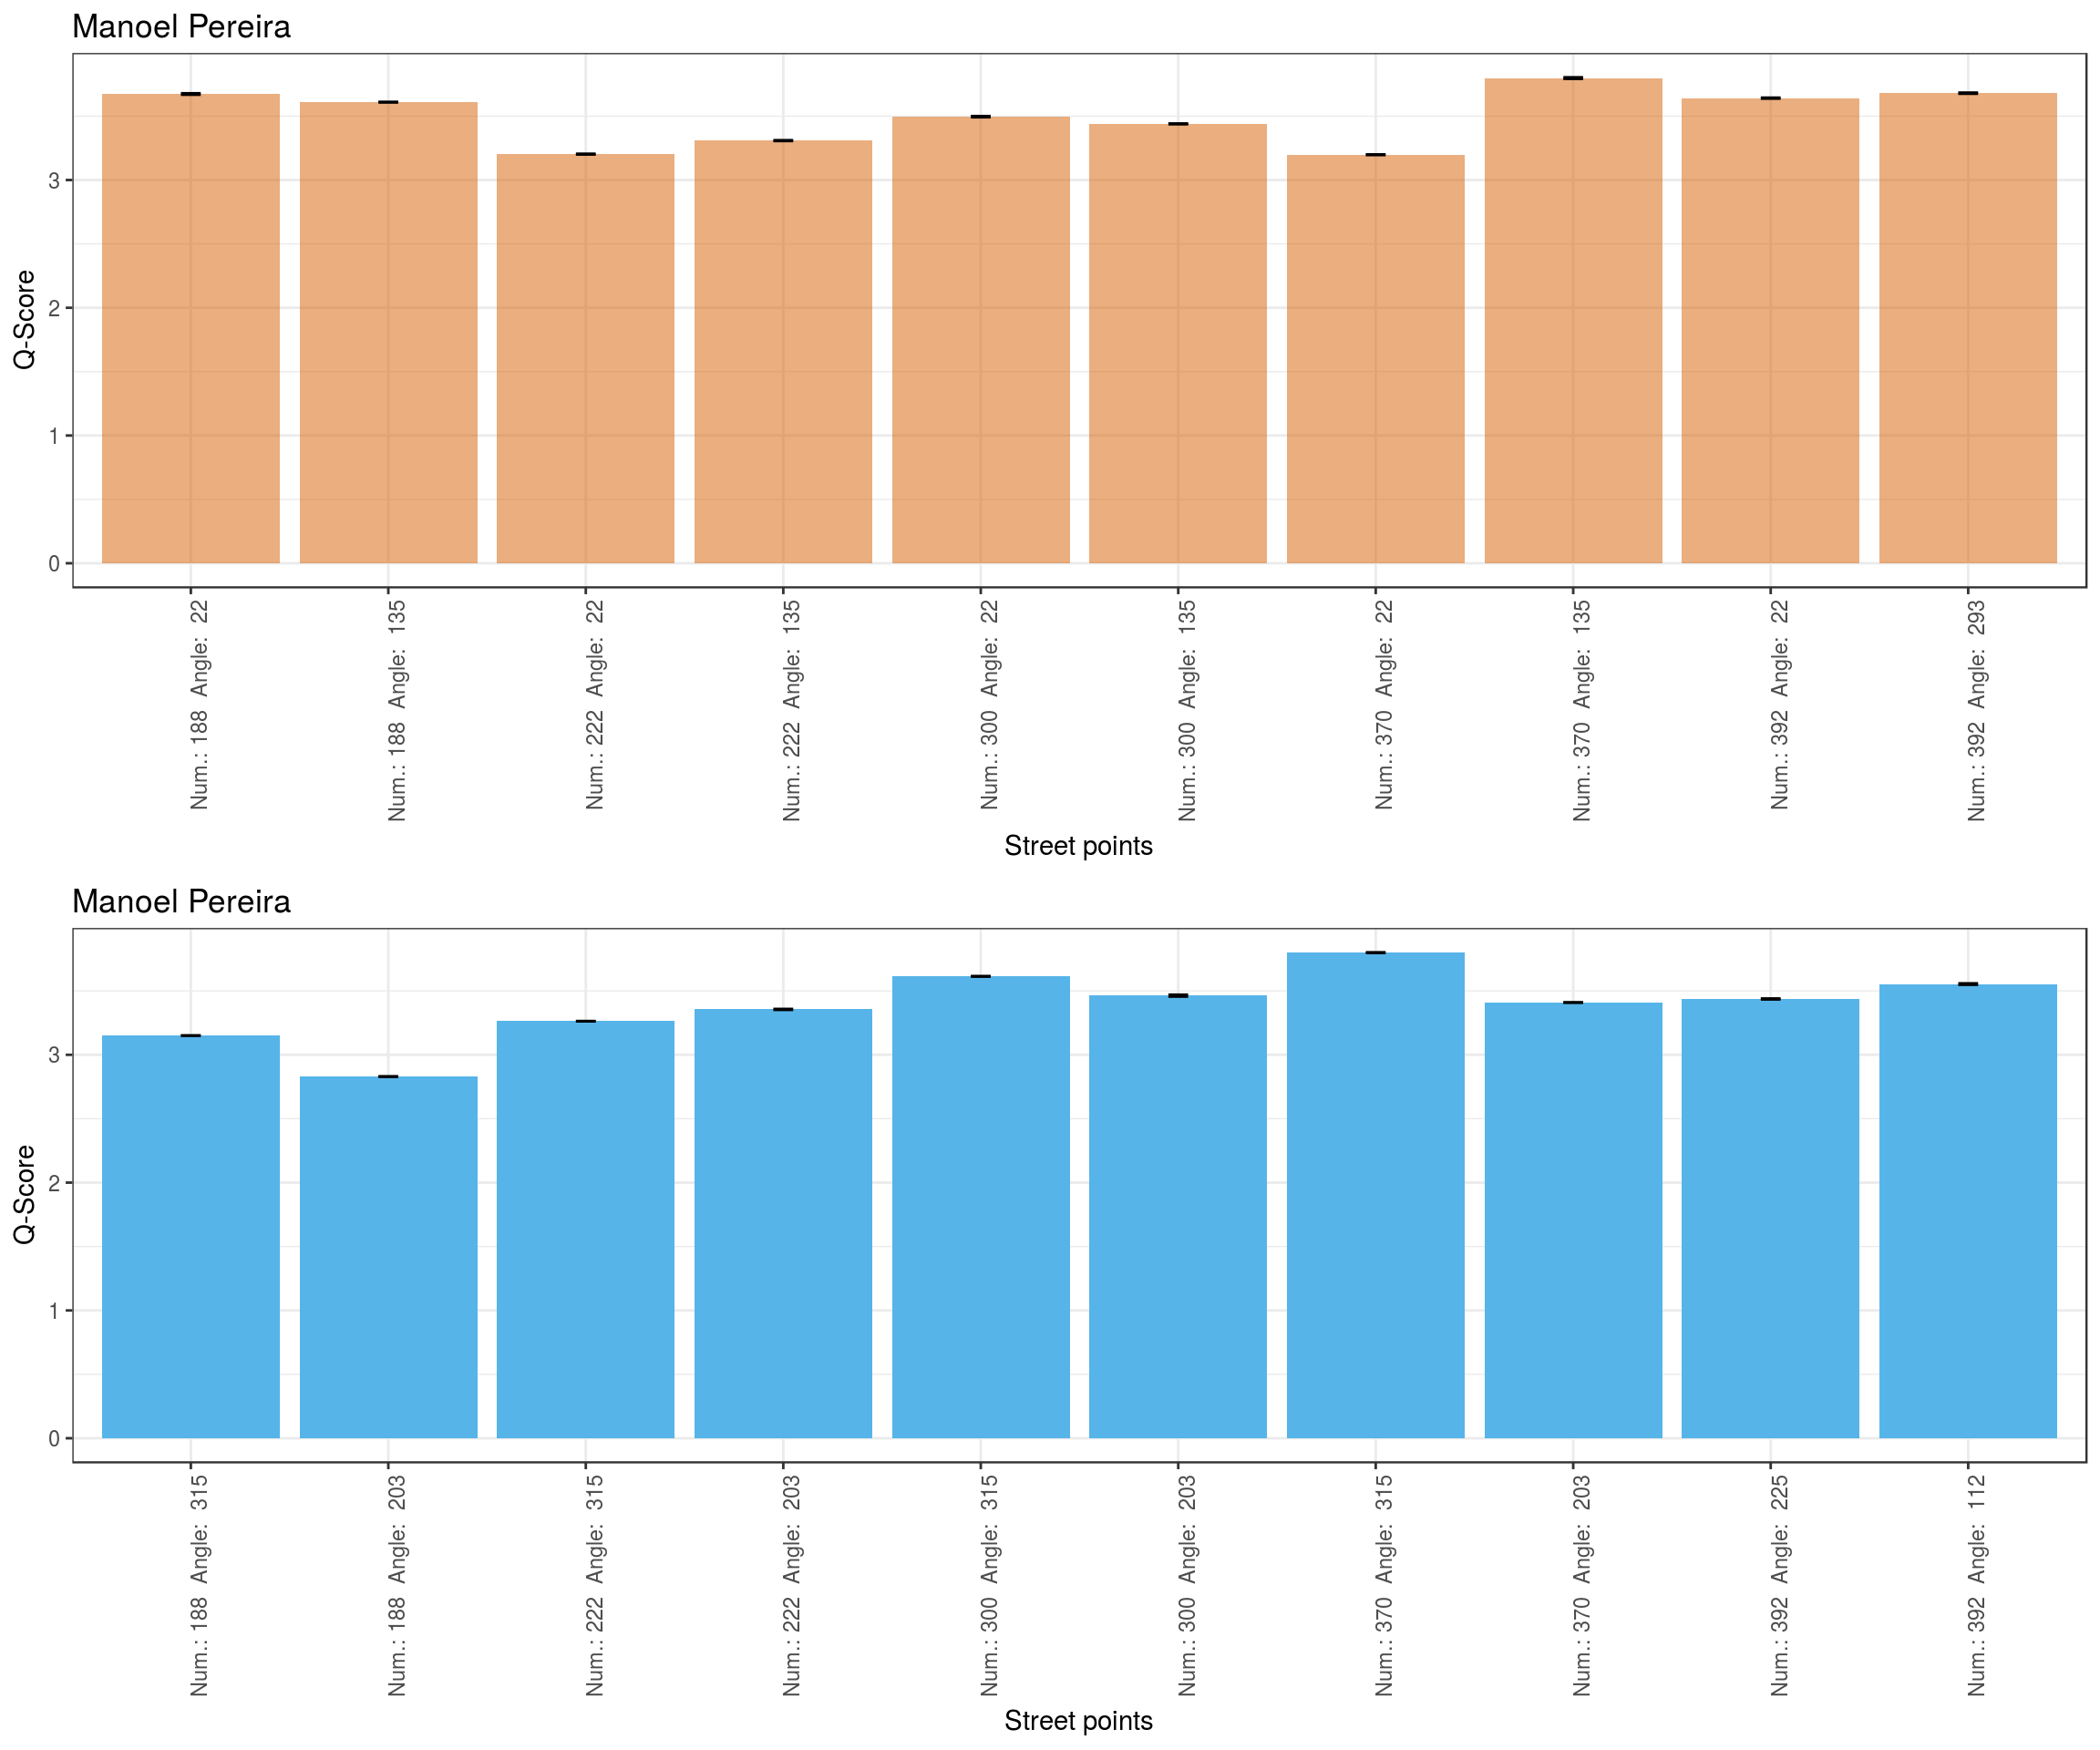 Manoel Pereira
Q-Score
3
2
1
0
Num.: 188 Angle: 22
Num.: 188 Angle: 135
Num.: 222 Angle: 22
Num.: 222 Angle: 135
Num.: 300 Angle: 22
Num.: 300 Angle: 135
Num.: 370 Angle: 22
Num.: 370 Angle: 135
Num.: 392 Angle: 22
Num.: 392 Angle: 293
Street points
Manoel Pereira
Q-Score
3
2
1
0
Num.: 188 Angle: 315
Num.: 188 Angle: 203
Num.: 222 Angle: 315
Num.: 222 Angle: 203
Num.: 300 Angle: 315
Num.: 300 Angle: 203
Num.: 370 Angle: 315
Num.: 370 Angle: 203
Num.: 392 Angle: 225
Num.: 392 Angle: 112
Street points